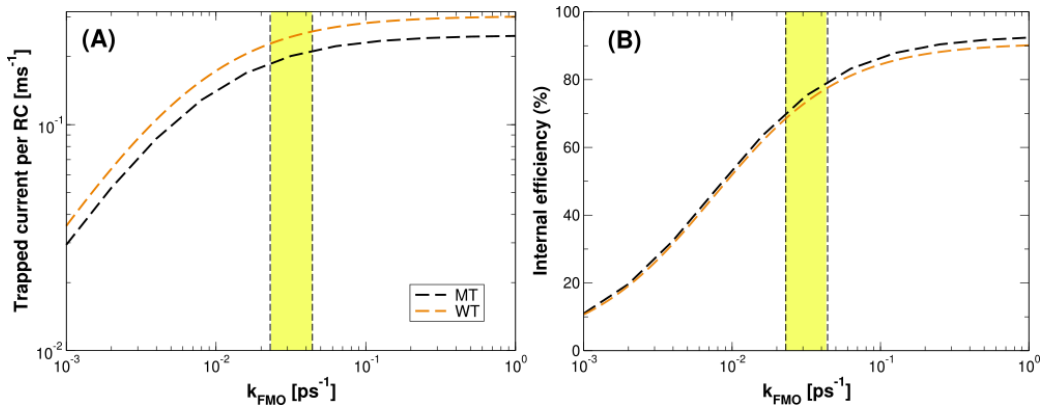 (A)
Trapped current per RC [ms⁻¹]
10⁻¹
10⁻²
10⁻³ 10⁻² 10⁻¹ 10⁰
k_FMO [ps⁻¹]
MT
WT
(B)
Internal efficiency (%)
100
80
60
40
20
0
10⁻³ 10⁻² 10⁻¹ 10⁰
k_FMO [ps⁻¹]